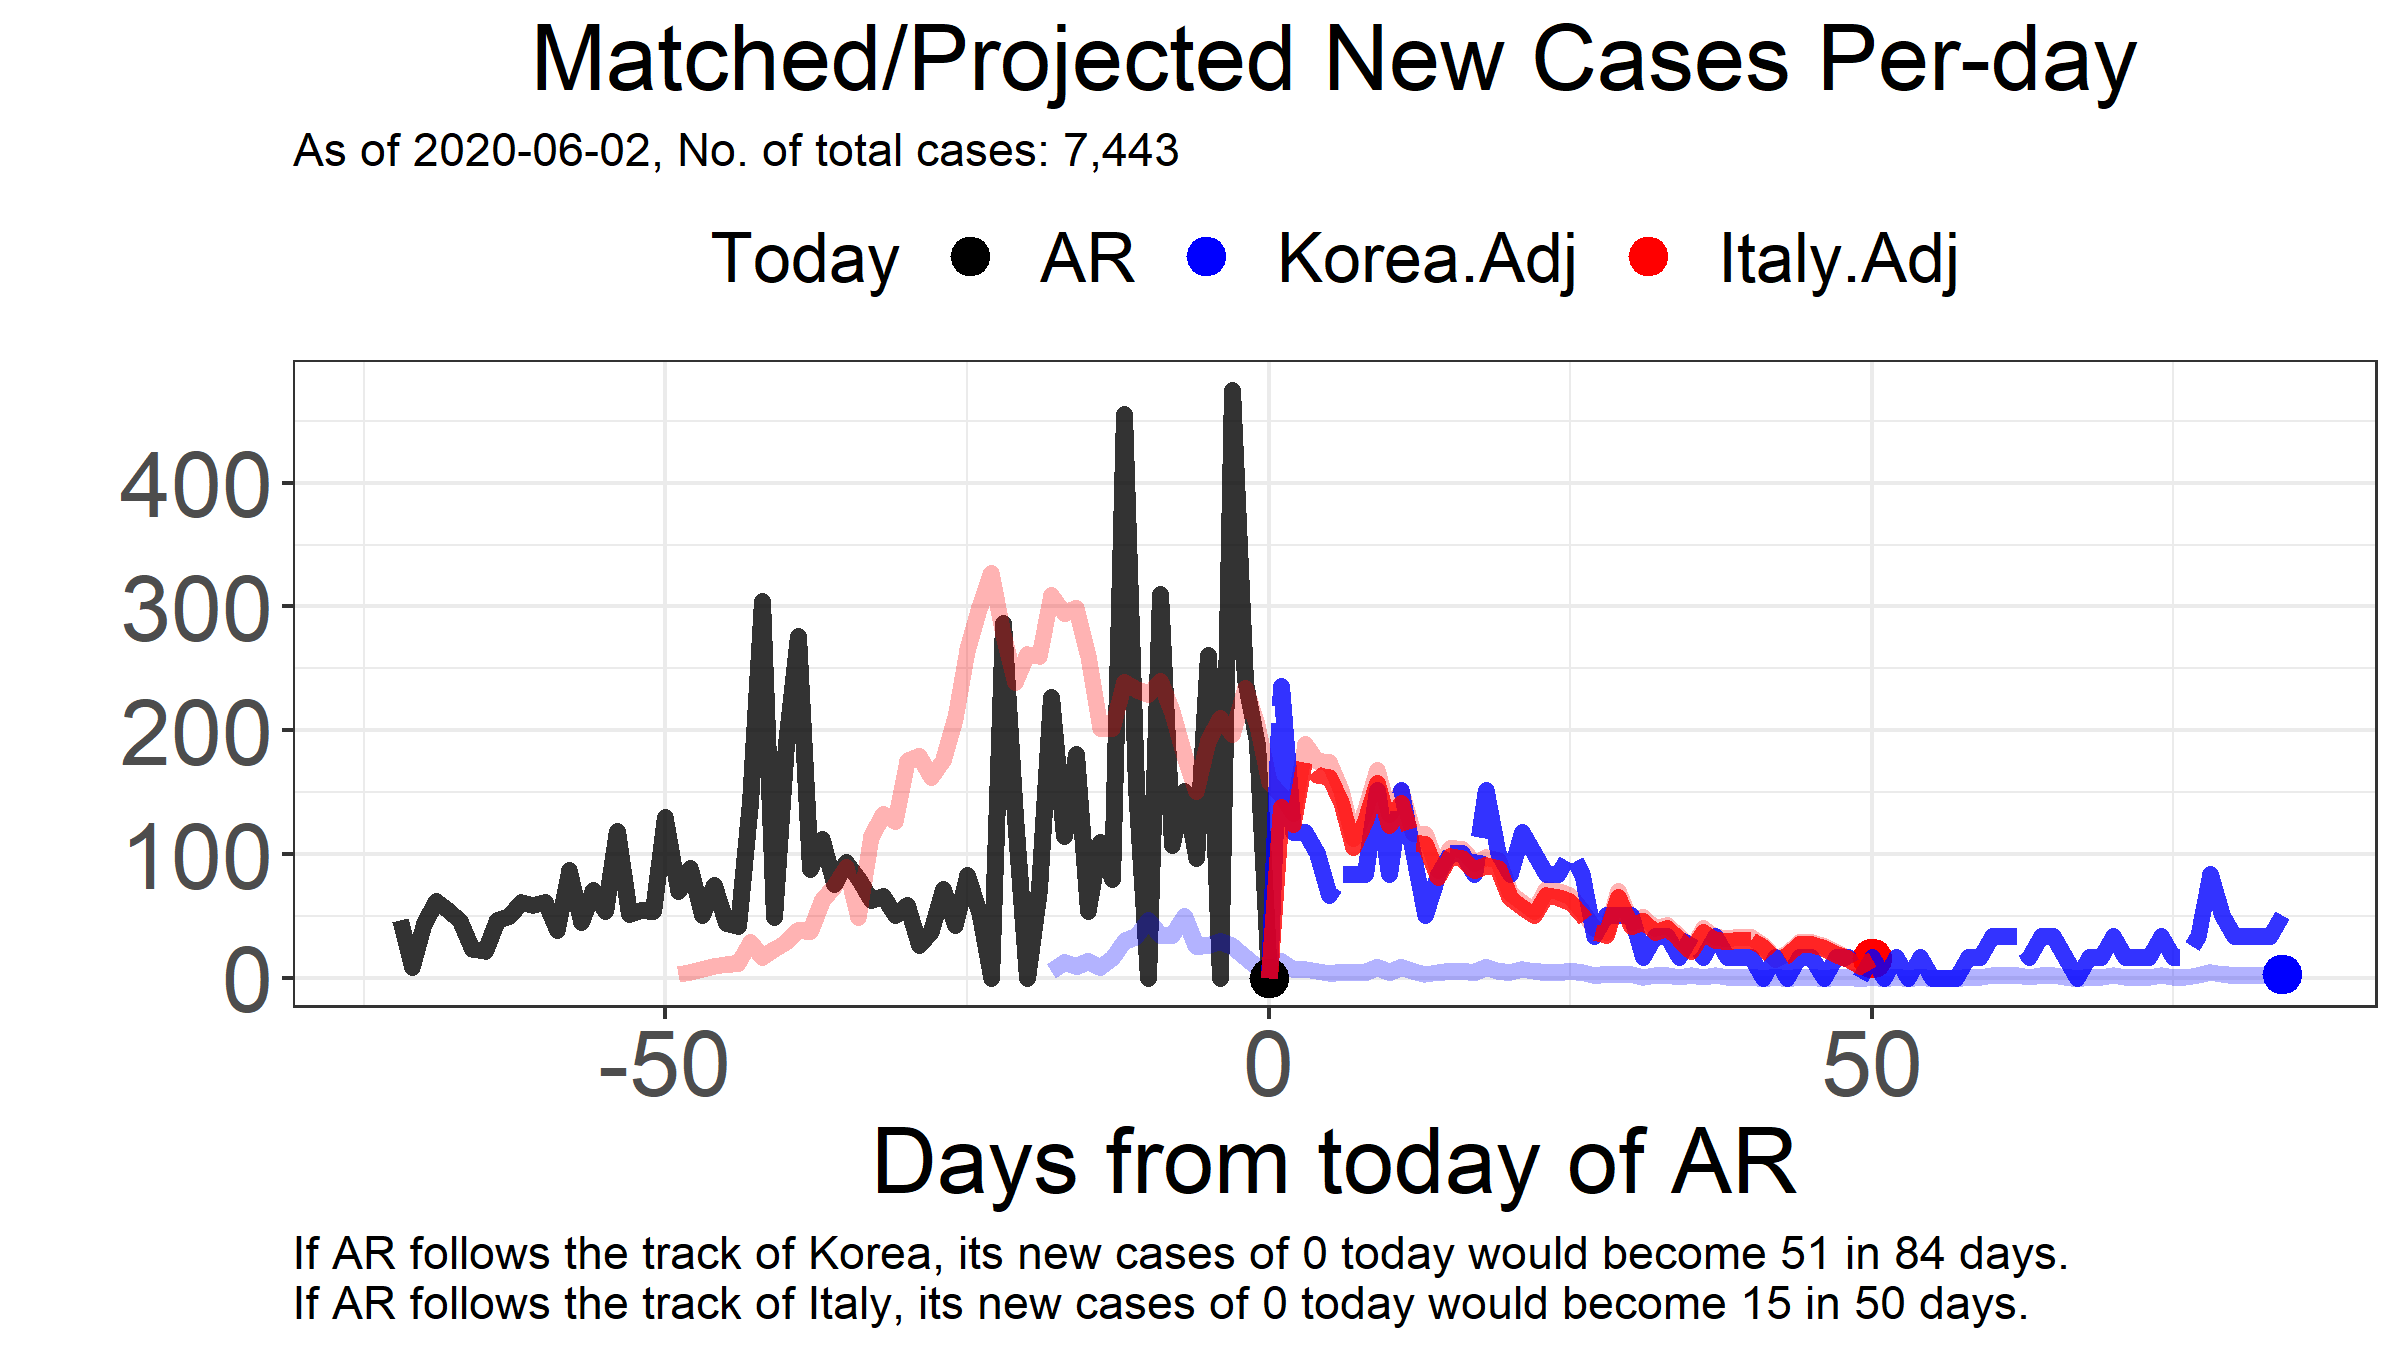 Matched/Projected New Cases Per-day
As of 2020-06-02, No. of total cases: 7,443
Today AR Korea.Adj Italy.Adj
400
300
200
100
0
-50 0 50
Days from today of AR
If AR follows the track of Korea, its new cases of 0 today would become 51 in 84 days.
If AR follows the track of Italy, its new cases of 0 today would become 15 in 50 days.